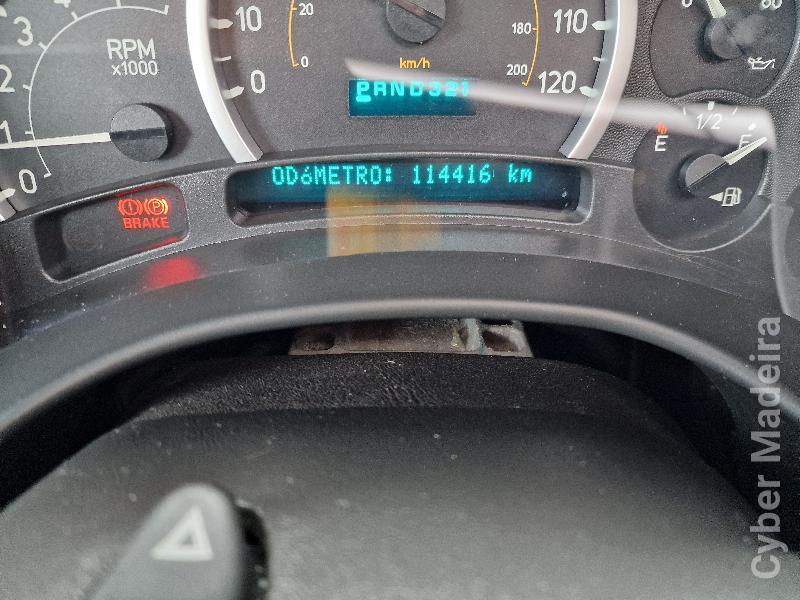 3
2
1
0
RPM
x1000
10
0
20
0
km/h
180
200
110
120
PRND321
ODóMETRO: 114416 km
BRAKE
E
1/2
F
Cyber Madeira